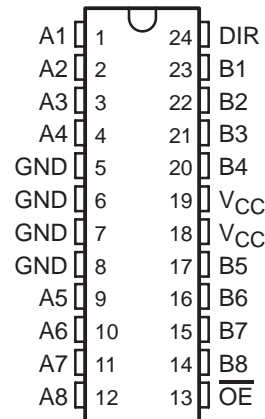 A1 1 24 DIR
A2 2 23 B1
A3 3 22 B2
A4 4 21 B3
GND 5 20 B4
GND 6 19 VCC
GND 7 18 VCC
GND 8 17 B5
A5 9 16 B6
A6 10 15 B7
A7 11 14 B8
A8 12 13 O̅E̅